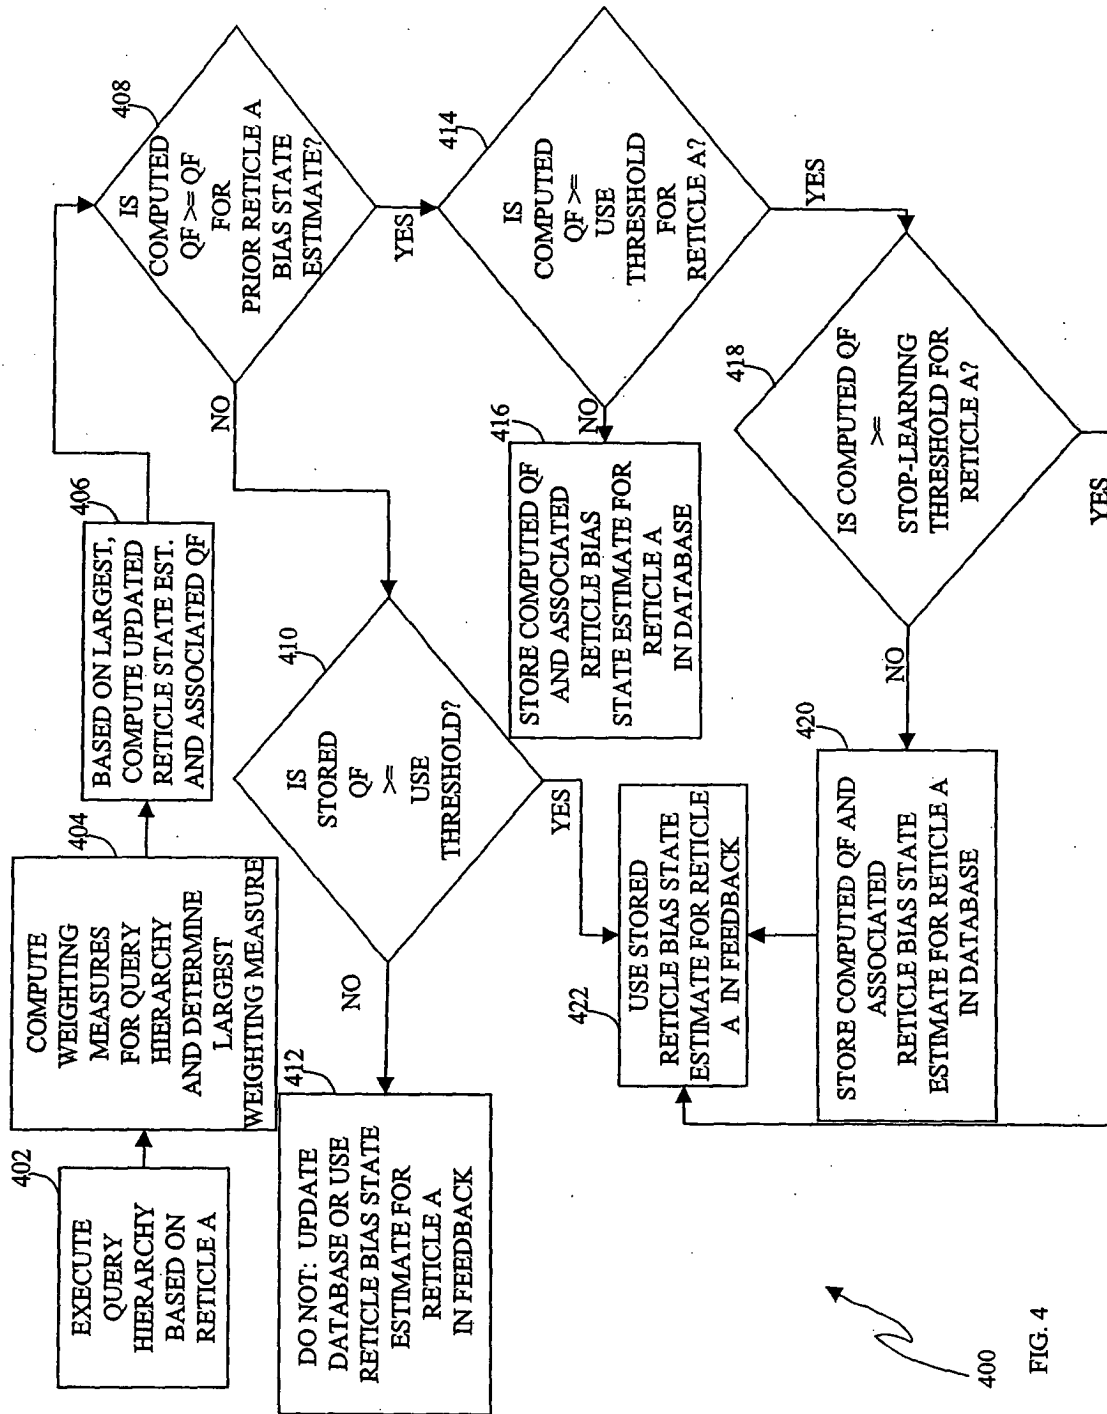 402
EXECUTE
QUERY
HIERARCHY
BASED ON
RETICLE A
404
COMPUTE
WEIGHTING
MEASURES
FOR QUERY
HIERARCHY
AND DETERMINE
LARGEST
WEIGHTING MEASURE
406
BASED ON LARGEST,
COMPUTE UPDATED
RETICLE STATE EST.
AND ASSOCIATED QF
408
IS
COMPUTED
QF >= QF
FOR
PRIOR RETICLE A
BIAS STATE
ESTIMATE?
NO
YES
410
IS
STORED
QF
>=
USE
THRESHOLD?
NO
YES
412
DO NOT: UPDATE
DATABASE OR USE
RETICLE BIAS STATE
ESTIMATE FOR
RETICLE A
IN FEEDBACK
414
IS
COMPUTED
QF >=
USE
THRESHOLD
FOR
RETICLE A?
NO
YES
416
STORE COMPUTED QF
AND ASSOCIATED
RETICLE BIAS
STATE ESTIMATE FOR
RETICLE A
IN DATABASE
418
IS COMPUTED QF
>=
STOP-LEARNING
THRESHOLD FOR
RETICLE A?
NO
YES
420
STORE COMPUTED QF AND
ASSOCIATED
RETICLE BIAS STATE
ESTIMATE FOR RETICLE A
IN DATABASE
422
USE STORED
RETICLE BIAS STATE
ESTIMATE FOR RETICLE
A IN FEEDBACK
400
FIG. 4